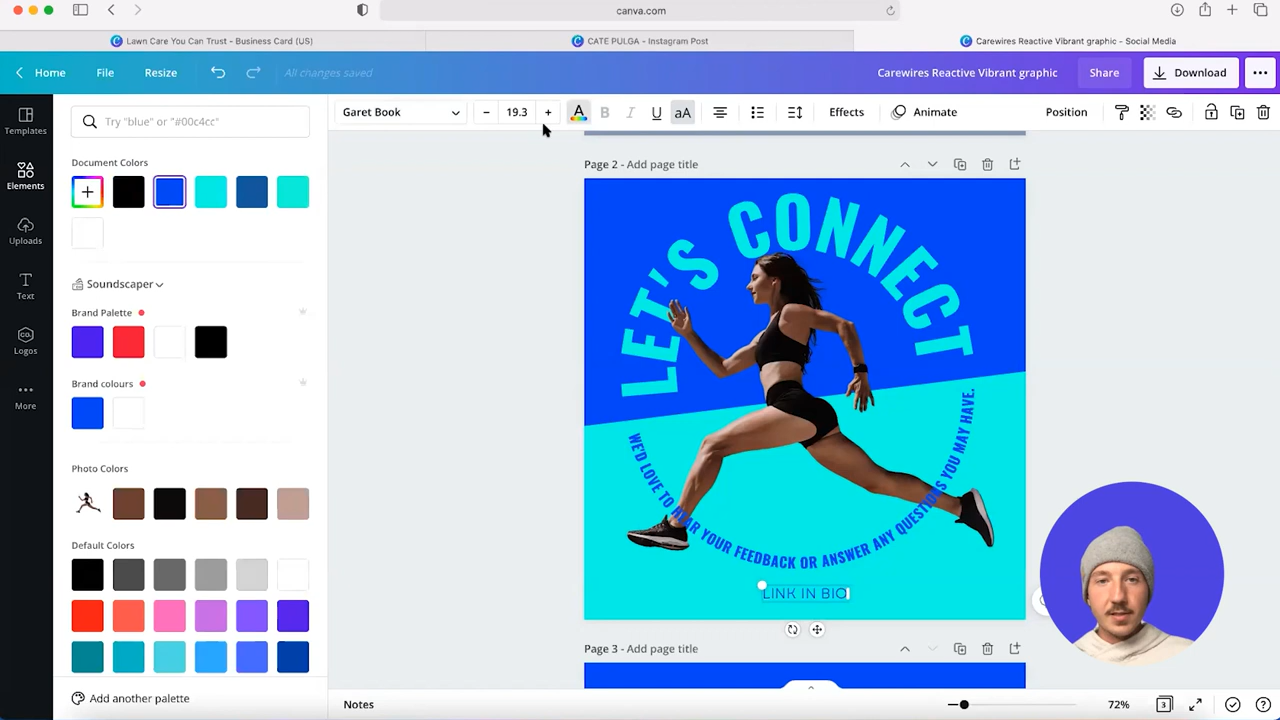 canva.com
Lawn Care You Can Trust - Business Card (US)
CATE PULGA - Instagram Post
Carewires Reactive Vibrant graphic - Social Media
Home
File
Resize
All changes saved
Carewires Reactive Vibrant graphic
Share
Download
Try "blue" or "#00c4cc"
Garet Book
19.3
A
B
I
U
aA
Effects
Animate
Position
Templates
Elements
Uploads
Text
Logos
More
Document Colors
Soundscaper
Brand Palette
Brand colours
Photo Colors
Default Colors
Add another palette
Page 2 - Add page title
LET'S CONNECT
WE'D LOVE TO HEAR YOUR FEEDBACK OR ANSWER ANY QUESTIONS YOU MAY HAVE.
LINK IN BIO
Page 3 - Add page title
Notes
72%
3